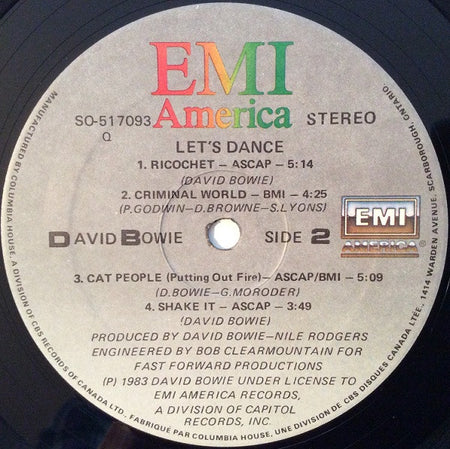 EMI
America
SO-517093
Q
STEREO
LET'S DANCE
1. RICOCHET – ASCAP – 5:14
(DAVID BOWIE)
2. CRIMINAL WORLD – BMI – 4:25
(P.GODWIN–D.BROWNE–S.LYONS)
DAVID BOWIE
SIDE 2
EMI
AMERICA
3. CAT PEOPLE (Putting Out Fire) – ASCAP/BMI – 5:09
(D.BOWIE–G.MORODER)
4. SHAKE IT – ASCAP – 3:49
(DAVID BOWIE)
PRODUCED BY DAVID BOWIE–NILE RODGERS
ENGINEERED BY BOB CLEARMOUNTAIN FOR
FAST FORWARD PRODUCTIONS
(P) 1983 DAVID BOWIE UNDER LICENSE TO
EMI AMERICA RECORDS,
A DIVISION OF CAPITOL
RECORDS, INC.
MANUFACTURED BY COLUMBIA HOUSE, A DIVISION OF CBS RECORDS OF CANADA LTD., FABRIQUÉ PAR COLUMBIA HOUSE, UNE DIVISION DE CBS DISQUES CANADA LTEE., 1414 WARDEN AVENUE, SCARBOROUGH, ONTARIO